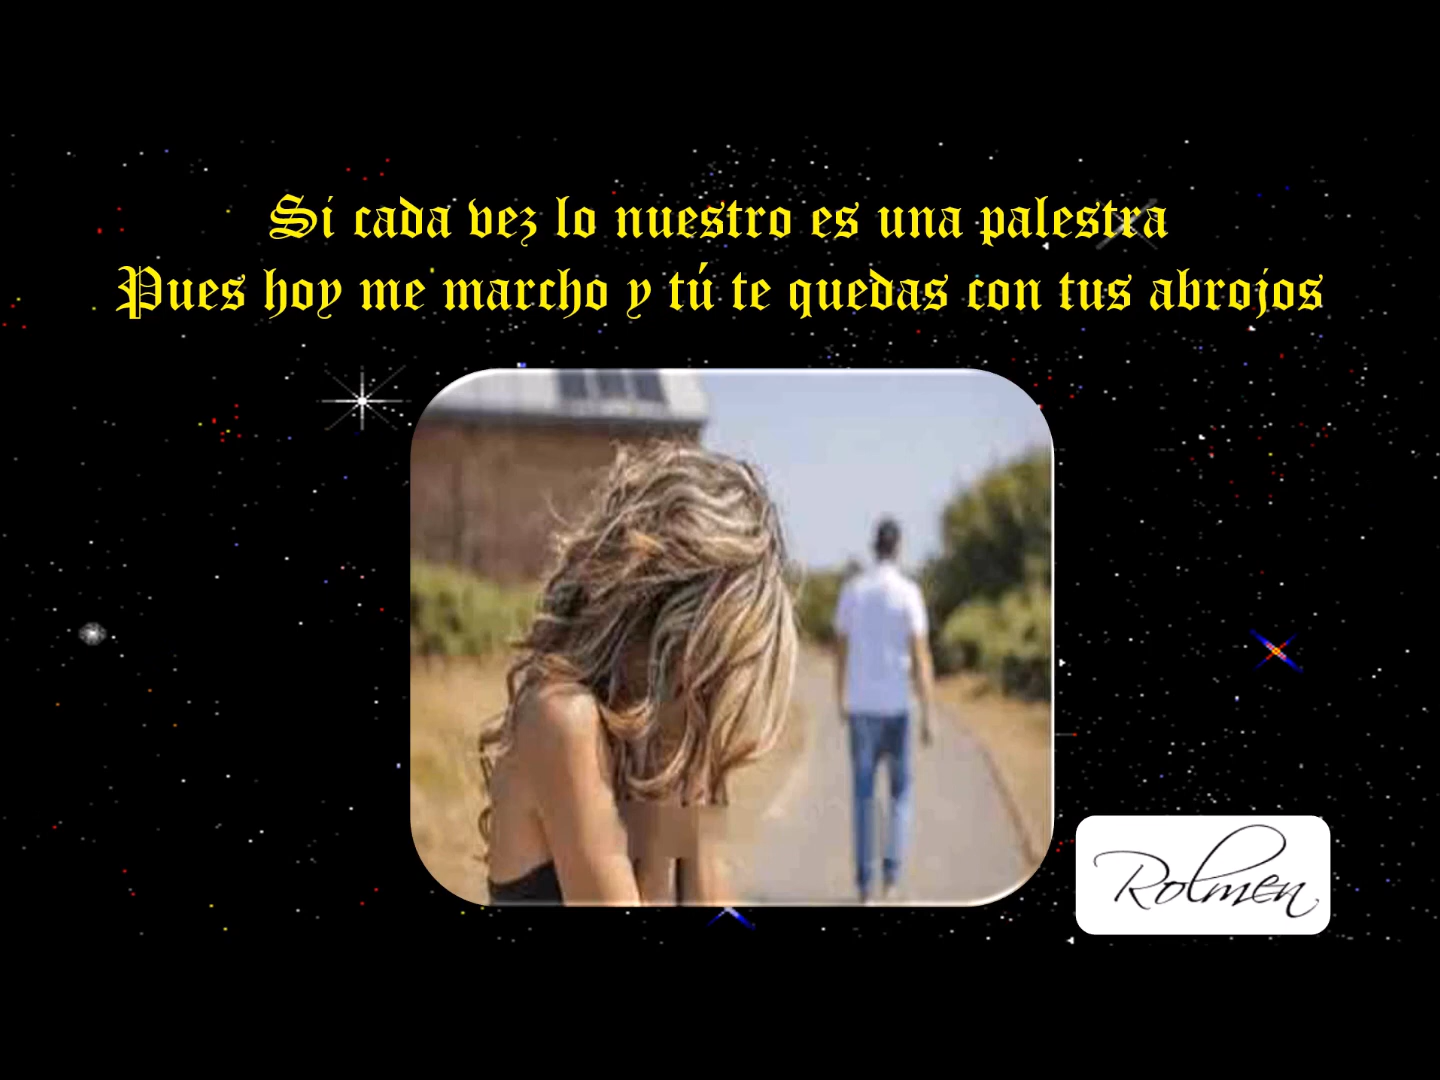 Si cada vez lo nuestro es una palestra
Pues hoy me marcho y tú te quedas con tus abrojos
Rolmen